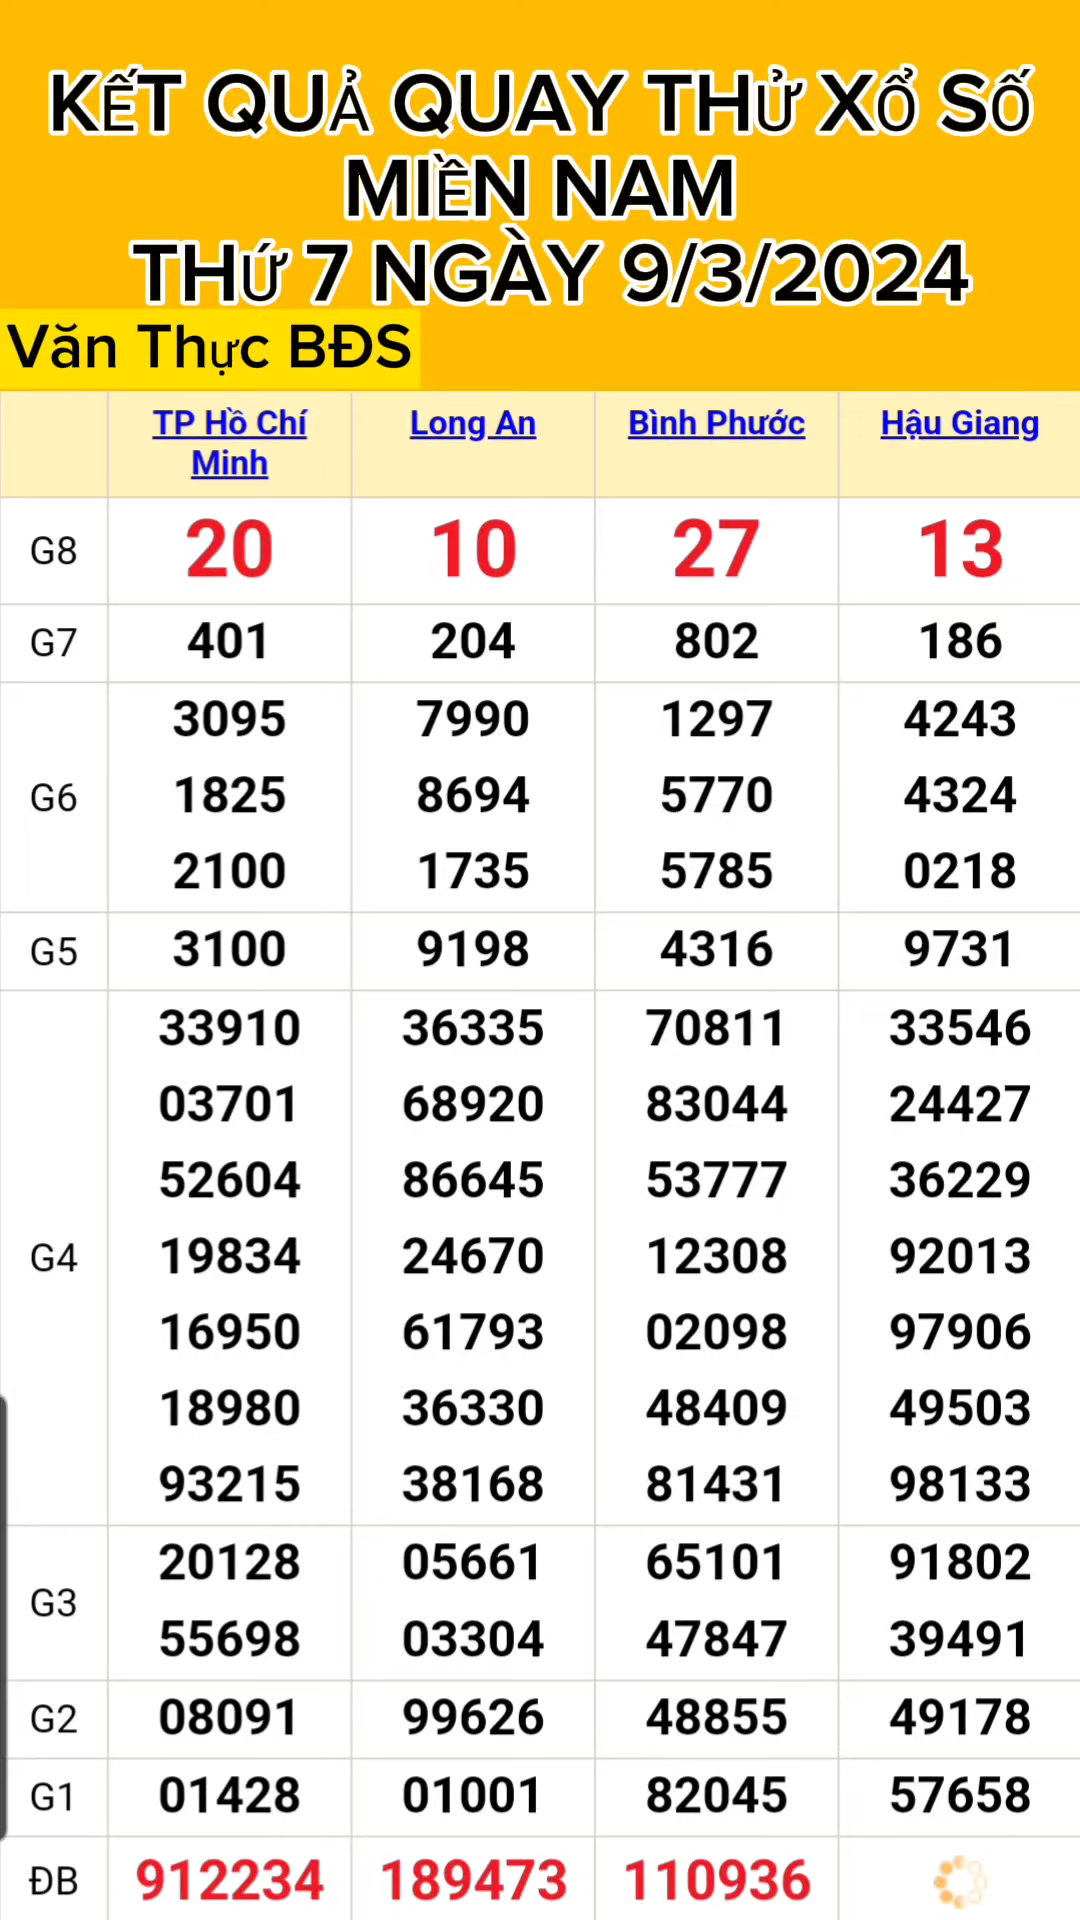 KẾT QUẢ QUAY THỬ XỔ SỐ
MIỀN NAM
THỨ 7 NGÀY 9/3/2024
Văn Thực BĐS
TP Hồ Chí Minh Long An Bình Phước Hậu Giang
G8 20 10 27 13
G7 401 204 802 186
3095 7990 1297 4243
G6 1825 8694 5770 4324
2100 1735 5785 0218
G5 3100 9198 4316 9731
33910 36335 70811 33546
03701 68920 83044 24427
52604 86645 53777 36229
G4 19834 24670 12308 92013
16950 61793 02098 97906
18980 36330 48409 49503
93215 38168 81431 98133
G3 20128 05661 65101 91802
55698 03304 47847 39491
G2 08091 99626 48855 49178
G1 01428 01001 82045 57658
ĐB 912234 189473 110936